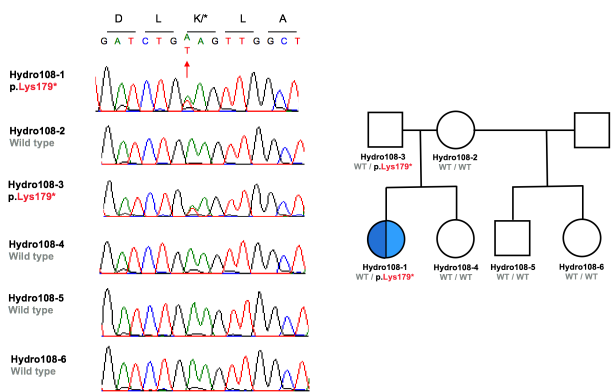 D L K/* L A
G A T C T G A A G T T G G C T
T
Hydro108-1
p.Lys179*
Hydro108-2
Wild type
Hydro108-3
p.Lys179*
Hydro108-4
Wild type
Hydro108-5
Wild type
Hydro108-6
Wild type
Hydro108-3 Hydro108-2
WT / p.Lys179* WT / WT
Hydro108-1 Hydro108-4 Hydro108-5 Hydro108-6
WT / p.Lys179* WT / WT WT / WT WT / WT